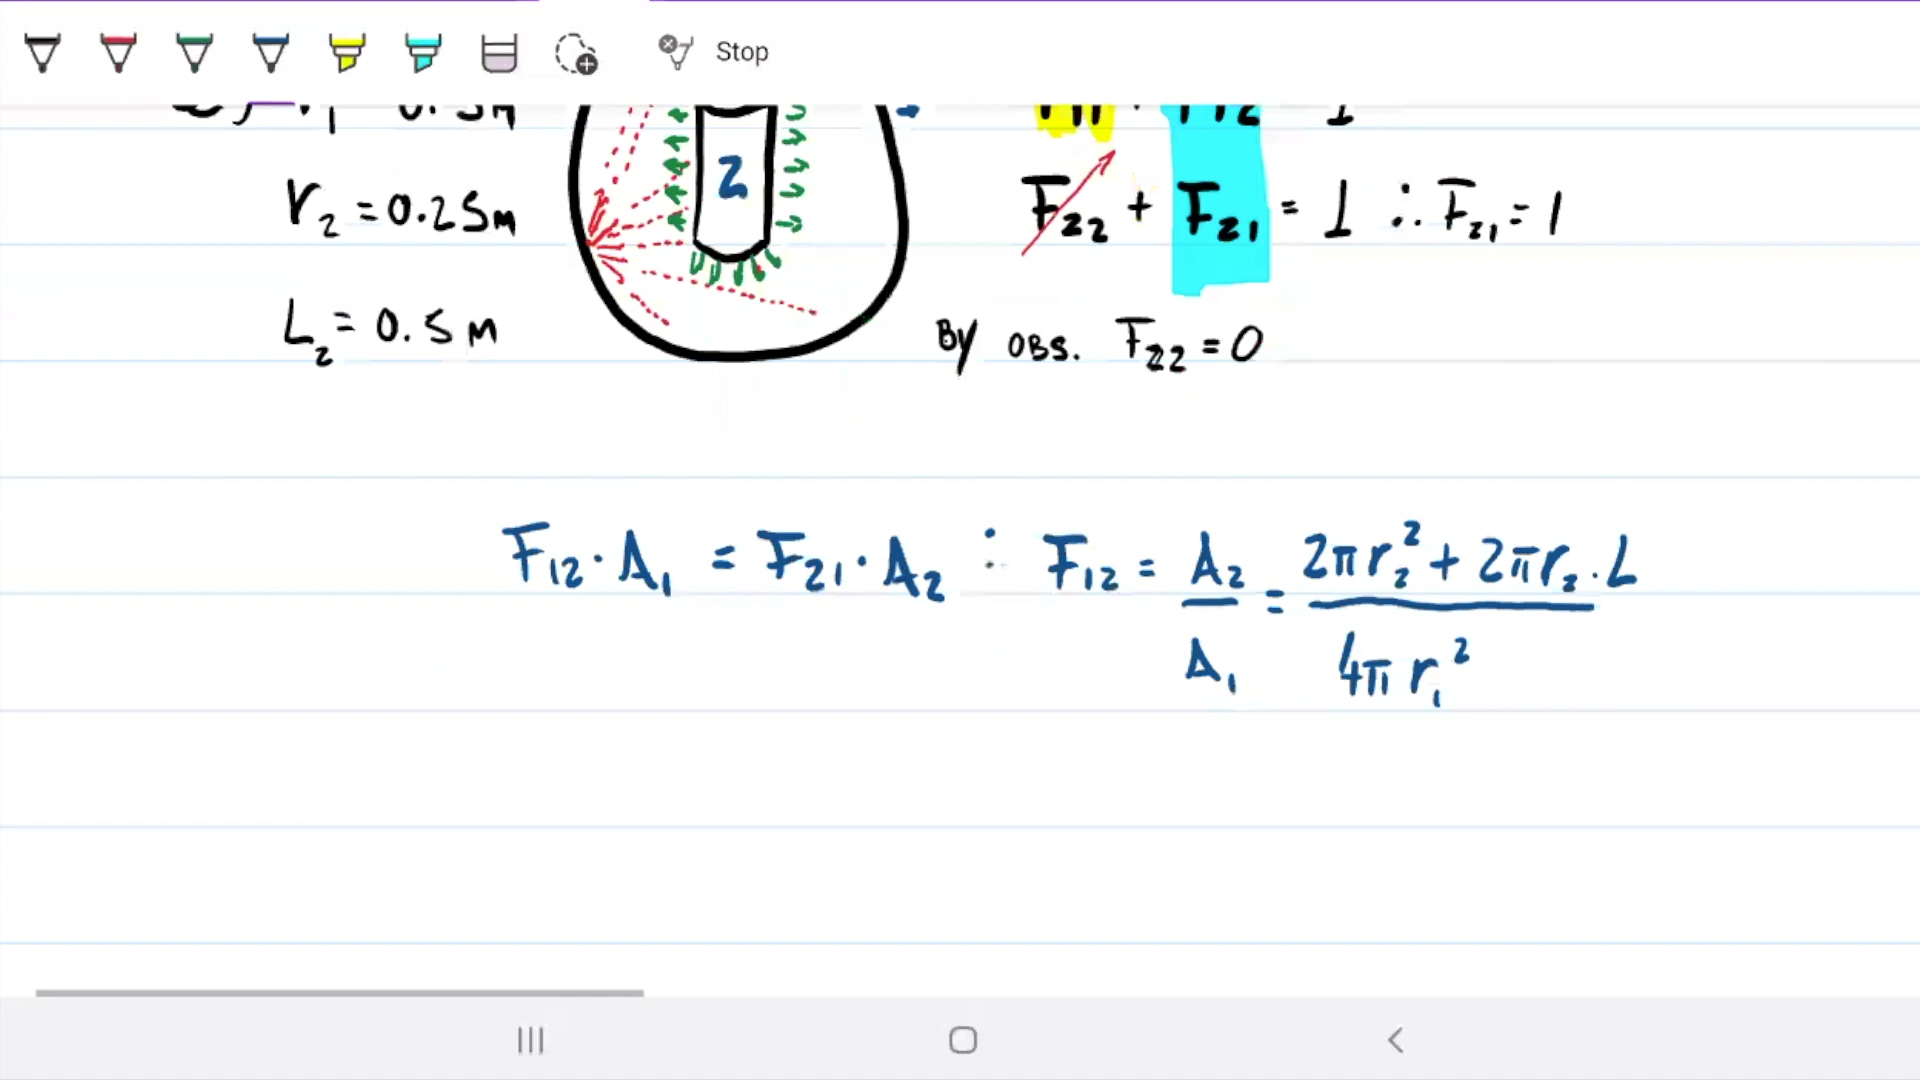 Stop
r₂ = 0.25m
2
F₂₂ + F₂₁ = 1 ∴ F₂₁ = 1
L₂ = 0.5 m
By obs. F₂₂ = 0
F₁₂ · A₁ = F₂₁ · A₂ ∴ F₁₂ = A₂/A₁ = (2πr₂² + 2πr₂ · L)/(4πr₁²)